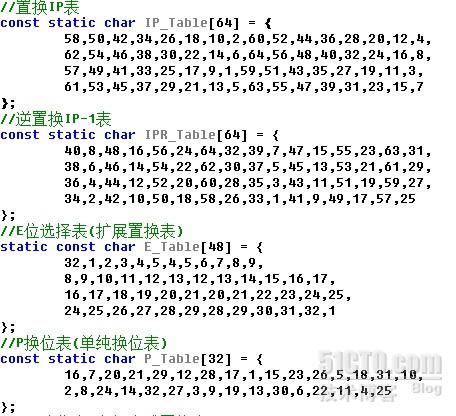 //置换IP表
const static char IP_Table[64] = {
58,50,42,34,26,18,10,2,60,52,44,36,28,20,12,4,
62,54,46,38,30,22,14,6,64,56,48,40,32,24,16,8,
57,49,41,33,25,17,9,1,59,51,43,35,27,19,11,3,
61,53,45,37,29,21,13,5,63,55,47,39,31,23,15,7
};
//逆置换IP-1表
const static char IPR_Table[64] = {
40,8,48,16,56,24,64,32,39,7,47,15,55,23,63,31,
38,6,46,14,54,22,62,30,37,5,45,13,53,21,61,29,
36,4,44,12,52,20,60,28,35,3,43,11,51,19,59,27,
34,2,42,10,50,18,58,26,33,1,41,9,49,17,57,25
};
//E位选择表(扩展置换表)
static const char E_Table[48] = {
32,1,2,3,4,5,4,5,6,7,8,9,
8,9,10,11,12,13,12,13,14,15,16,17,
16,17,18,19,20,21,20,21,22,23,24,25,
24,25,26,27,28,29,28,29,30,31,32,1
};
//P换位表(单纯换位表)
const static char P_Table[32] = {
16,7,20,21,29,12,28,17,1,15,23,26,5,18,31,10,
2,8,24,14,32,27,3,9,19,13,30,6,22,11,4,25
};
51CTO.com
技术博客 Blog